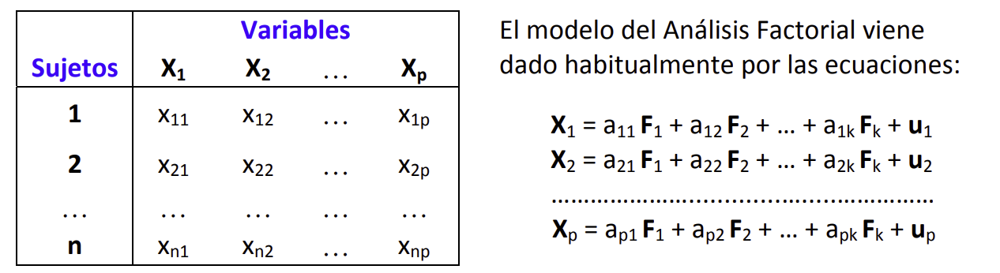 Variables
Sujetos X₁ X₂ … Xₚ
1 x₁₁ x₁₂ … x₁ₚ
2 x₂₁ x₂₂ … x₂ₚ
… … … … …
n xₙ₁ xₙ₂ … xₙₚ
El modelo del Análisis Factorial viene
dado habitualmente por las ecuaciones:
X₁ = a₁₁ F₁ + a₁₂ F₂ + … + a₁ₖ Fₖ + u₁
X₂ = a₂₁ F₁ + a₂₂ F₂ + … + a₂ₖ Fₖ + u₂
………………………………………………………
Xₚ = aₚ₁ F₁ + aₚ₂ F₂ + … + aₚₖ Fₖ + uₚ